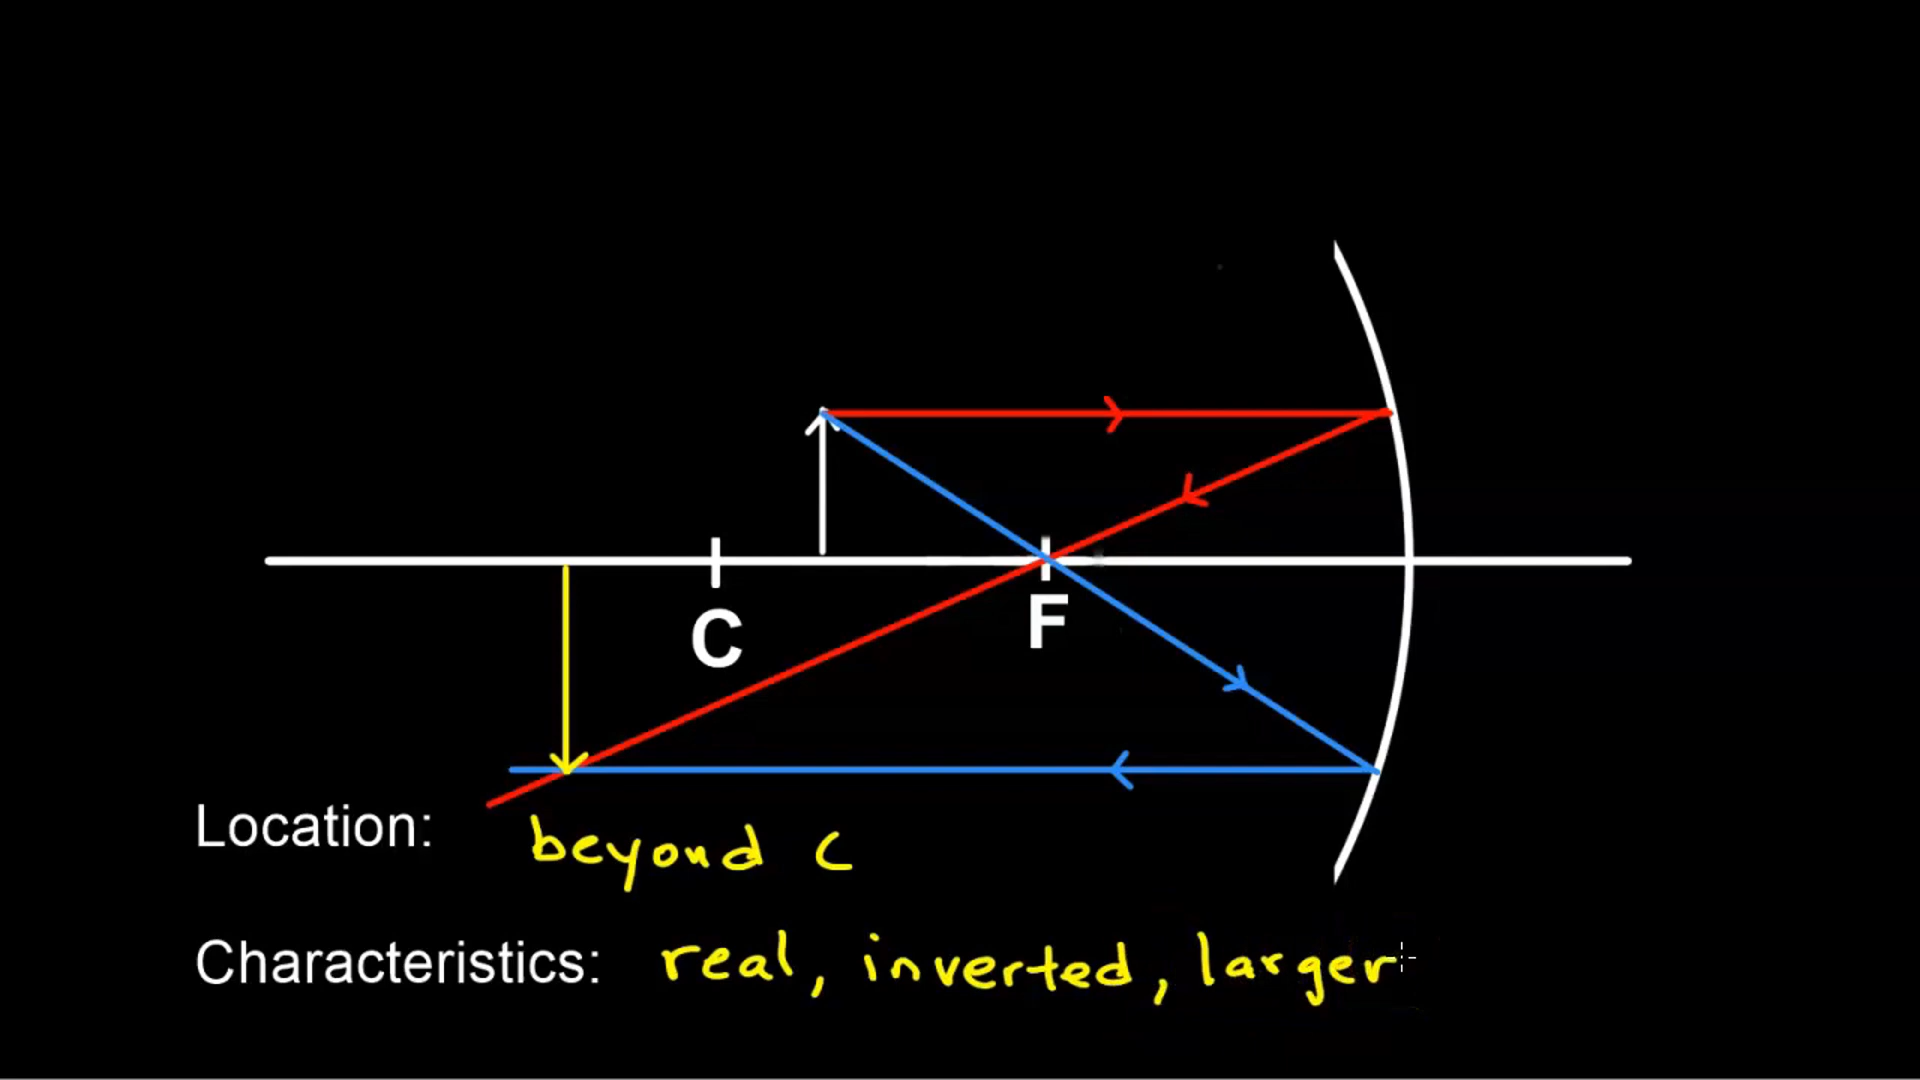 C
F
Location: beyond C
Characteristics: real, inverted, larger